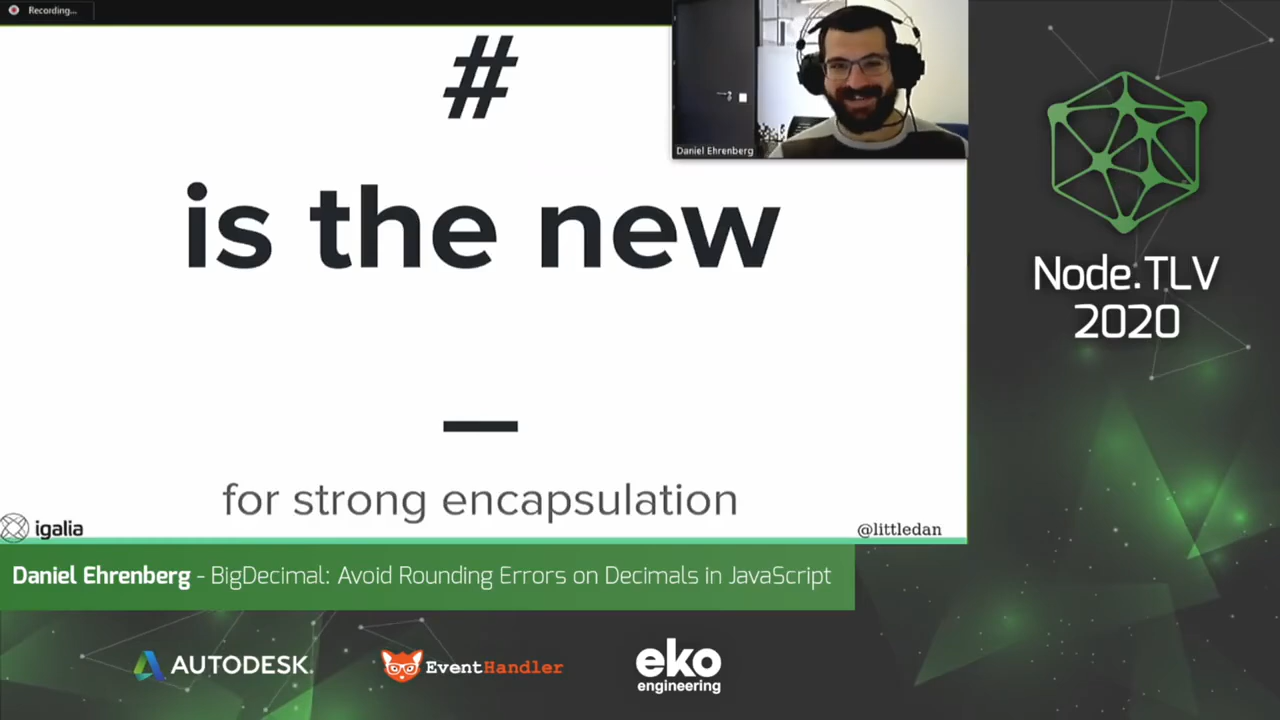 Recording...
#
is the new
_
for strong encapsulation
igalia
@littledan
Daniel Ehrenberg
Node.TLV
2020
Daniel Ehrenberg - BigDecimal: Avoid Rounding Errors on Decimals in JavaScript
AUTODESK.
EventHandler
eko
engineering